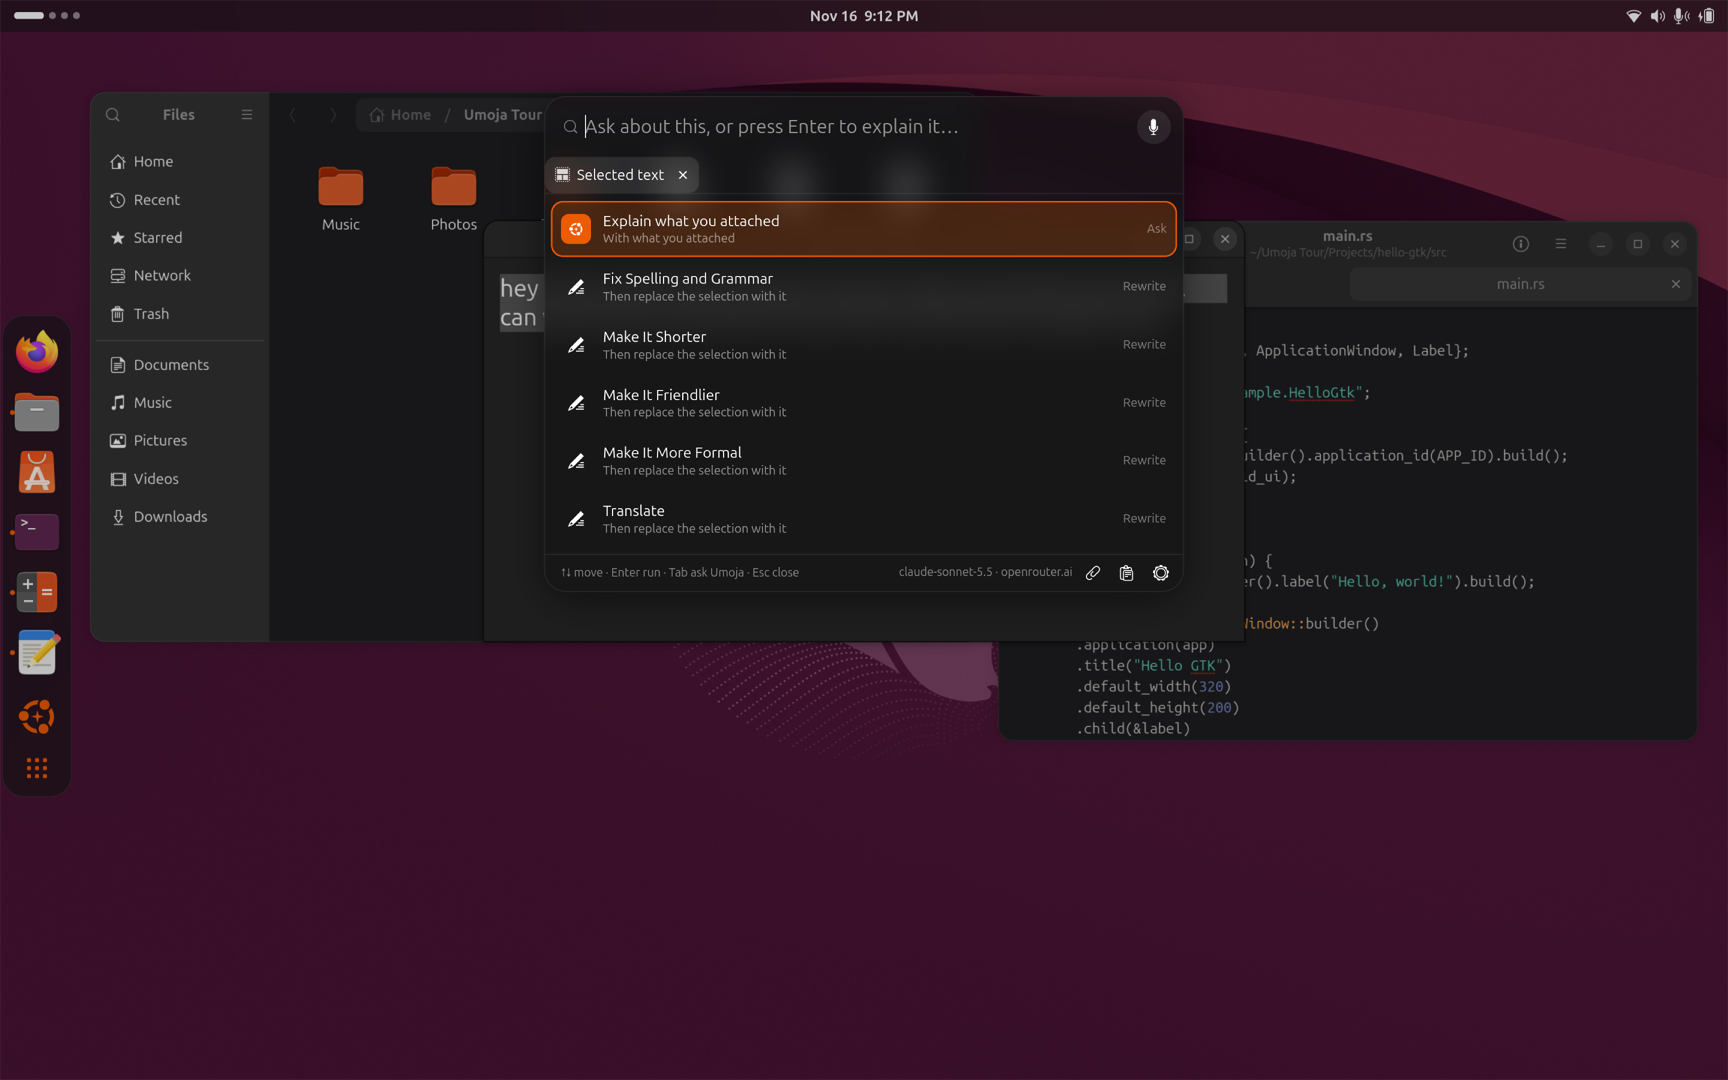 Nov 16 9:12 PM
Files
Home / Umoja Tour
Home
Recent
Starred
Network
Trash
Documents
Music
Pictures
Videos
Downloads
Music
Photos
Ask about this, or press Enter to explain it…
Selected text
Explain what you attached
With what you attached
Ask
Fix Spelling and Grammar
Then replace the selection with it
Rewrite
Make It Shorter
Then replace the selection with it
Rewrite
Make It Friendlier
Then replace the selection with it
Rewrite
Make It More Formal
Then replace the selection with it
Rewrite
Translate
Then replace the selection with it
Rewrite
↑↓ move · Enter run · Tab ask Umoja · Esc close
claude-sonnet-5.5 · openrouter.ai
hey
can
main.rs
~/Umoja Tour/Projects/hello-gtk/src
main.rs
ApplicationWindow, Label};
.HelloGtk";
().application_id(APP_ID).build();
);
) {
().label("Hello, world!").build();
::builder()
.application(app)
.title("Hello GTK")
.default_width(320)
.default_height(200)
.child(&label)